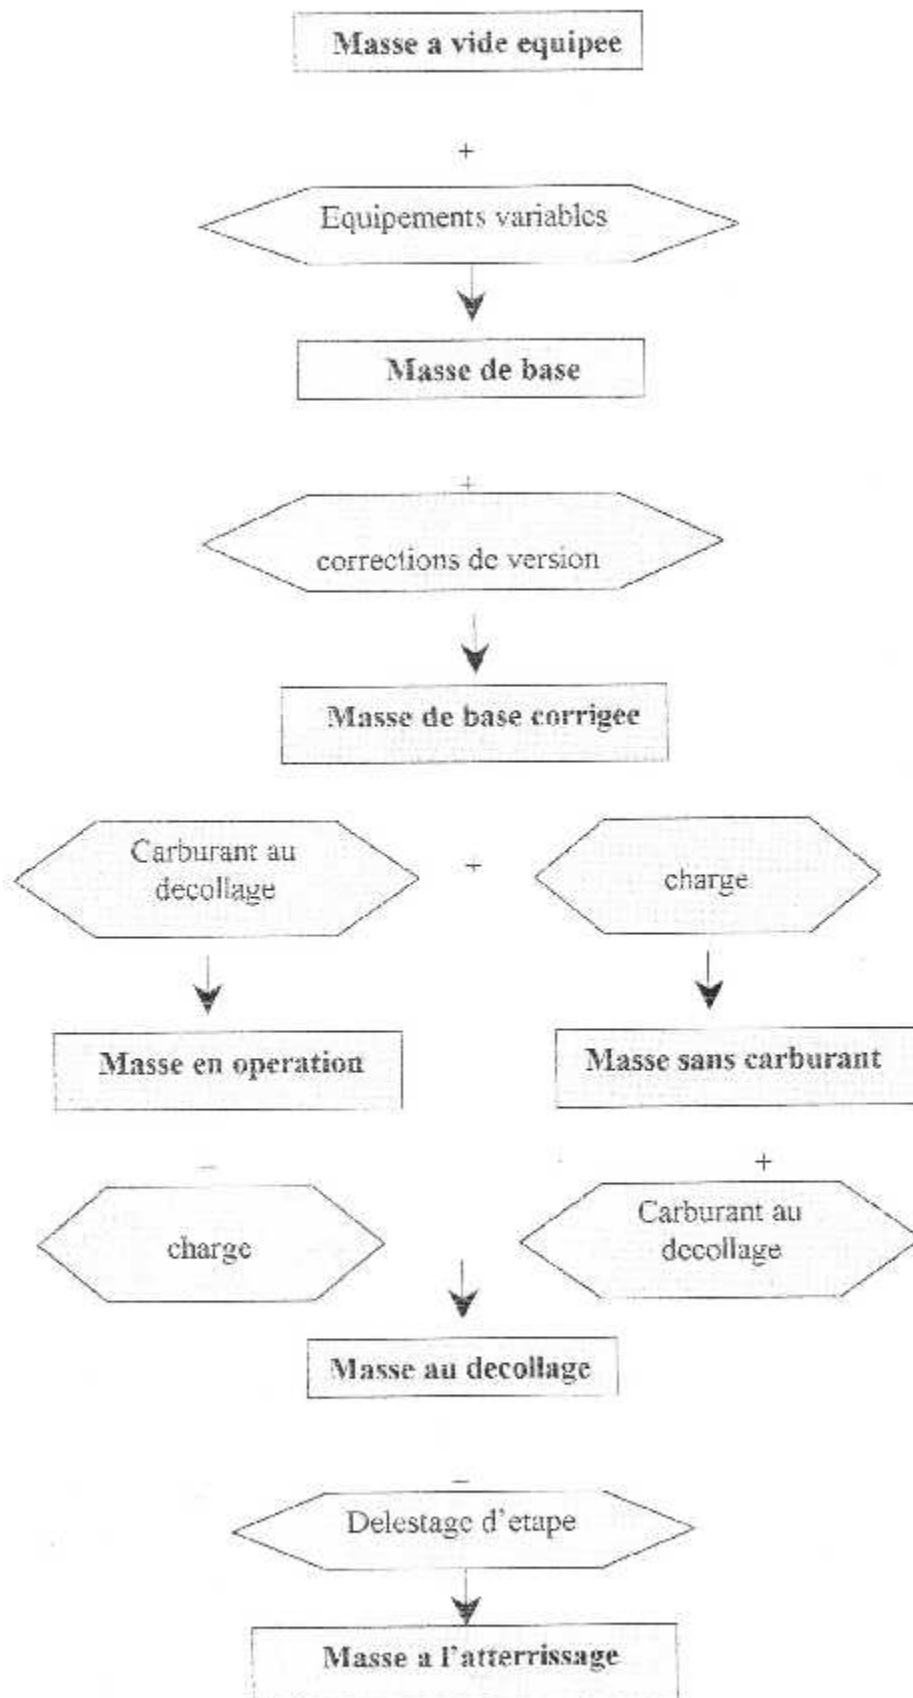 Masse a vide equipee
+
Equipements variables
Masse de base
+
corrections de version
Masse de base corrigee
Carburant au
decollage
+
charge
Masse en operation
Masse sans carburant
–
+
charge
Carburant au
decollage
Masse au decollage
–
Delestage d'etape
Masse a l'atterrissage